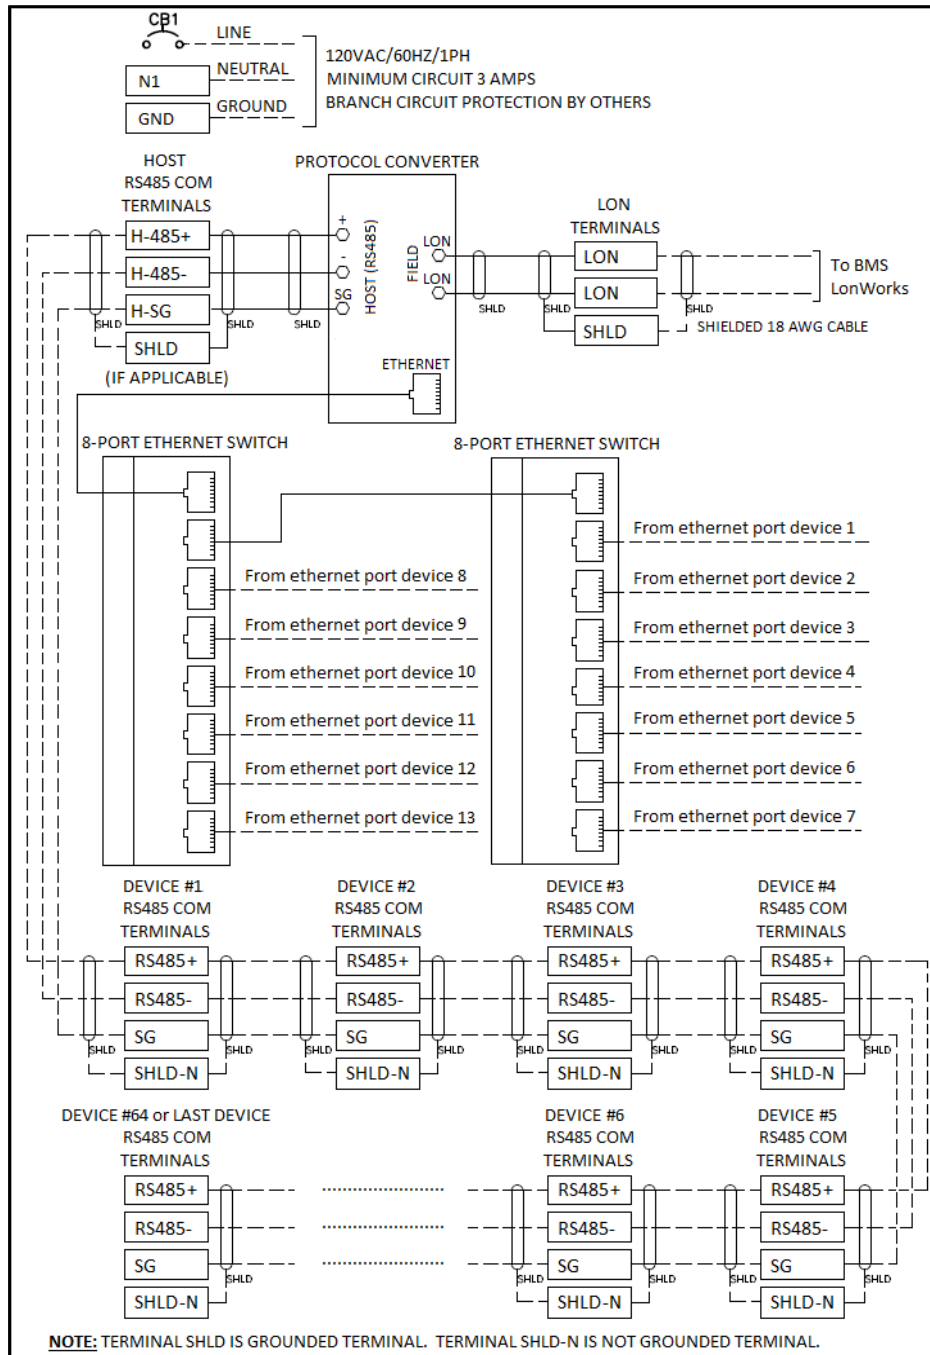 CB1
LINE
N1
NEUTRAL
GND
GROUND
120VAC/60HZ/1PH
MINIMUM CIRCUIT 3 AMPS
BRANCH CIRCUIT PROTECTION BY OTHERS
HOST
RS485 COM
TERMINALS
H-485+
H-485-
H-SG
SHLD
SHLD
SHLD
SHLD
(IF APPLICABLE)
PROTOCOL CONVERTER
+
-
SG
HOST (RS485)
FIELD
LON
LON
ETHERNET
LON
TERMINALS
LON
LON
SHLD
SHLD
SHLD
SHLD
To BMS
LonWorks
SHIELDED 18 AWG CABLE
8-PORT ETHERNET SWITCH
From ethernet port device 8
From ethernet port device 9
From ethernet port device 10
From ethernet port device 11
From ethernet port device 12
From ethernet port device 13
8-PORT ETHERNET SWITCH
From ethernet port device 1
From ethernet port device 2
From ethernet port device 3
From ethernet port device 4
From ethernet port device 5
From ethernet port device 6
From ethernet port device 7
DEVICE #1
RS485 COM
TERMINALS
RS485+
RS485-
SG
SHLD-N
SHLD
SHLD
DEVICE #2
RS485 COM
TERMINALS
RS485+
RS485-
SG
SHLD-N
SHLD
SHLD
DEVICE #3
RS485 COM
TERMINALS
RS485+
RS485-
SG
SHLD-N
SHLD
SHLD
DEVICE #4
RS485 COM
TERMINALS
RS485+
RS485-
SG
SHLD-N
SHLD
SHLD
DEVICE #64 or LAST DEVICE
RS485 COM
TERMINALS
RS485+
RS485-
SG
SHLD-N
SHLD
DEVICE #6
RS485 COM
TERMINALS
RS485+
RS485-
SG
SHLD-N
SHLD
SHLD
DEVICE #5
RS485 COM
TERMINALS
RS485+
RS485-
SG
SHLD-N
SHLD
SHLD
NOTE: TERMINAL SHLD IS GROUNDED TERMINAL. TERMINAL SHLD-N IS NOT GROUNDED TERMINAL.